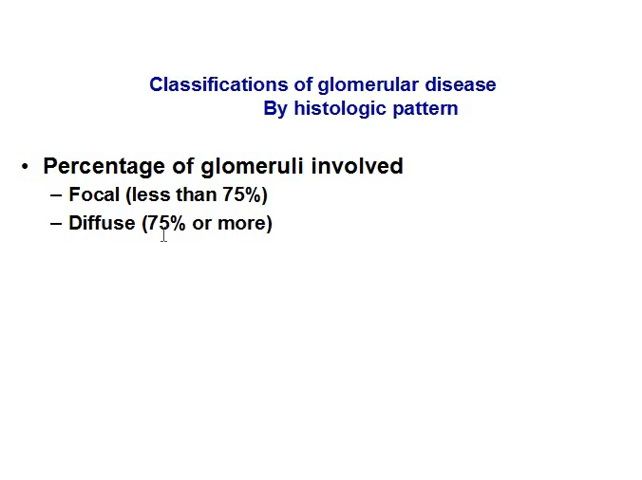 Classifications of glomerular disease
By histologic pattern
• Percentage of glomeruli involved
– Focal (less than 75%)
– Diffuse (75% or more)